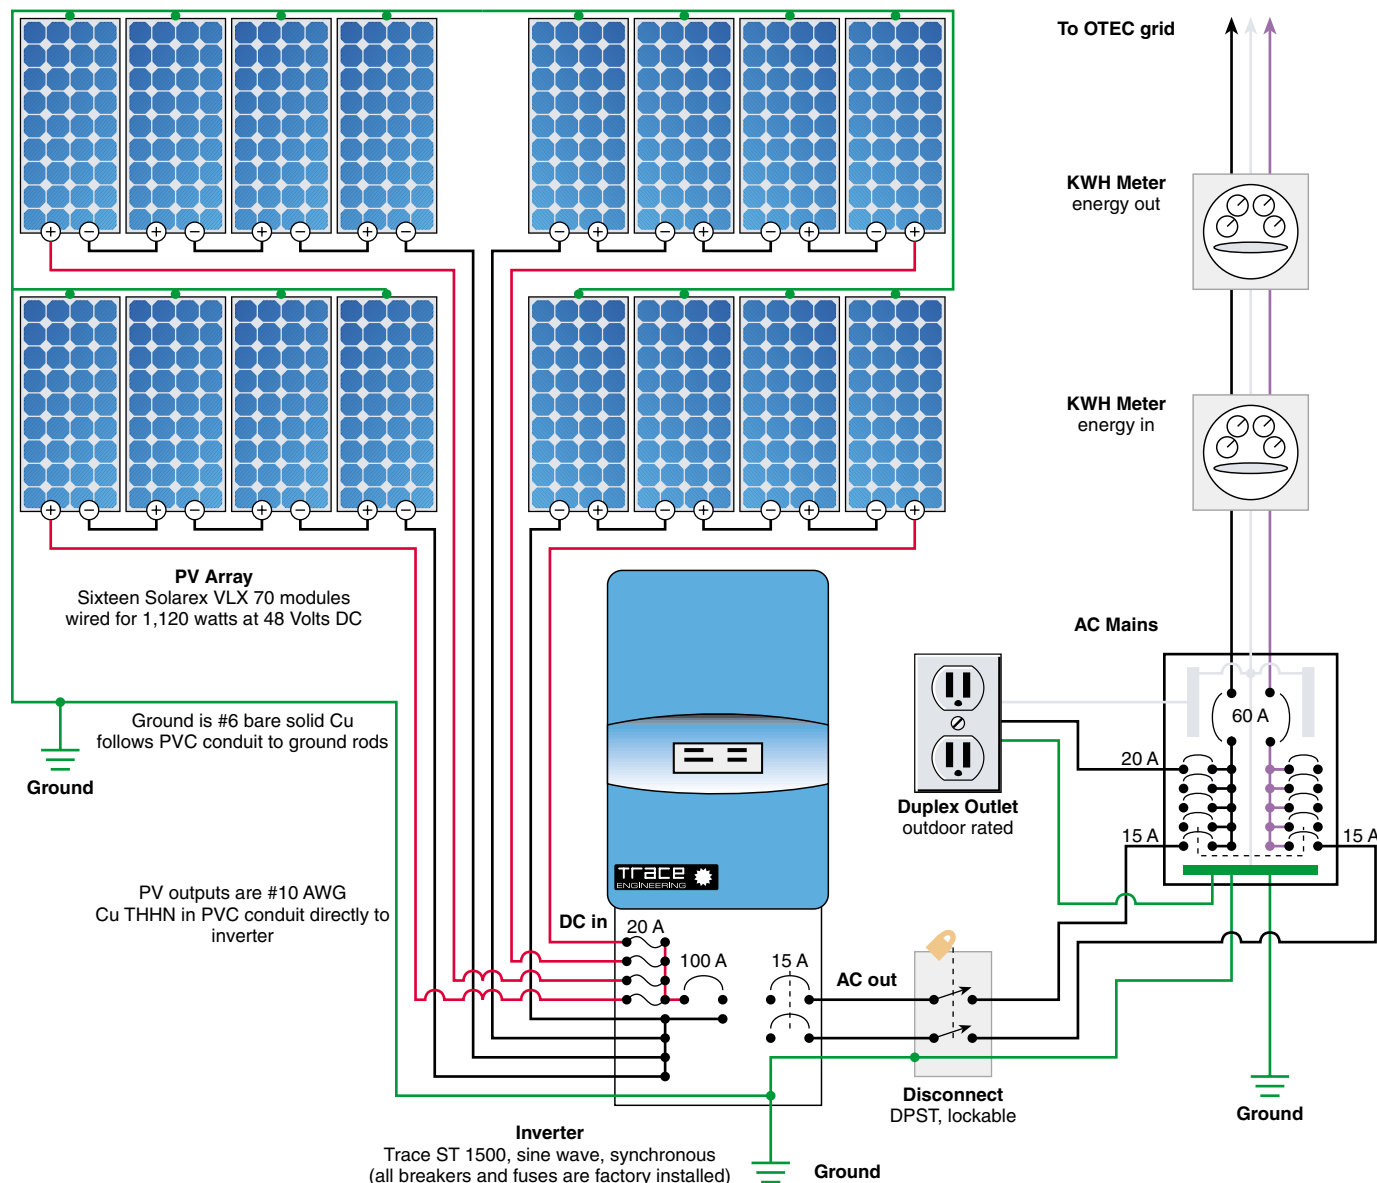 To OTEC grid
KWH Meter
energy out
KWH Meter
energy in
PV Array
Sixteen Solarex VLX 70 modules
wired for 1,120 watts at 48 Volts DC
AC Mains
60 A
20 A
15 A
15 A
Ground is #6 bare solid Cu
follows PVC conduit to ground rods
Ground
Duplex Outlet
outdoor rated
TRACE
ENGINEERING
PV outputs are #10 AWG
Cu THHN in PVC conduit directly to
inverter
DC in
20 A
100 A
15 A
AC out
Disconnect
DPST, lockable
Ground
Inverter
Trace ST 1500, sine wave, synchronous
(all breakers and fuses are factory installed)
Ground